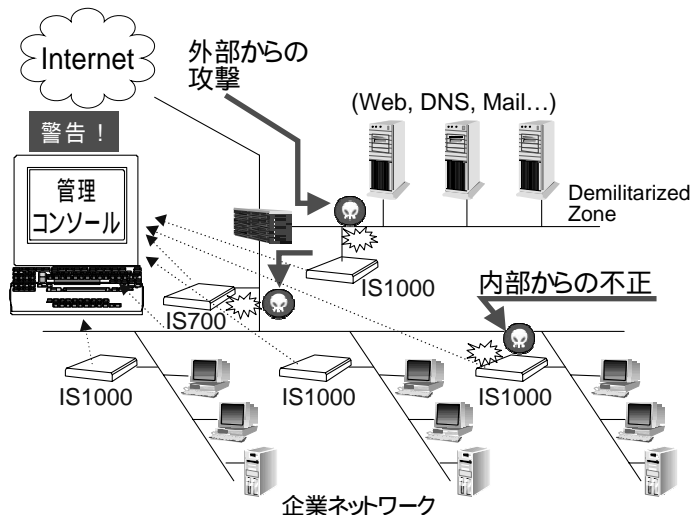 Internet
外部からの
攻撃
(Web, DNS, Mail…)
警告！
管理
コンソール
Demilitarized
Zone
IS1000
IS700
内部からの不正
IS1000
IS1000
IS1000
企業ネットワーク